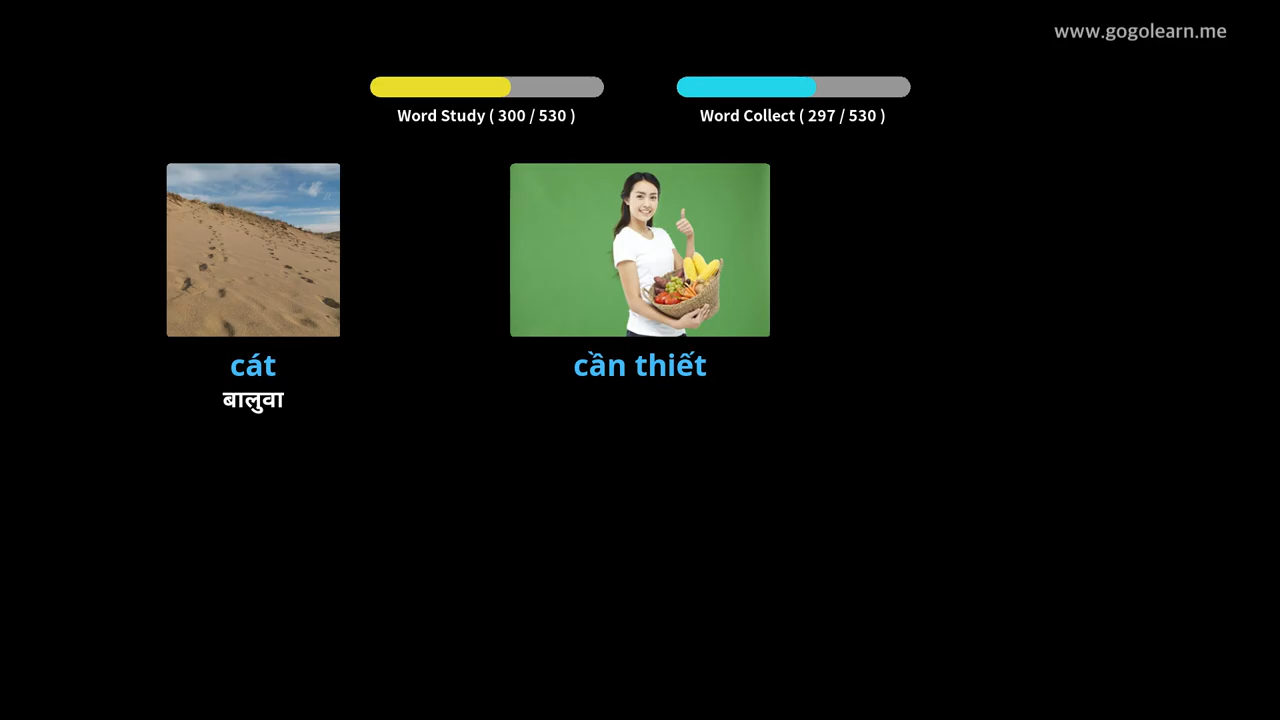 www.gogolearn.me
Word Study ( 300 / 530 )
Word Collect ( 297 / 530 )
cát
बालुवा
cần thiết